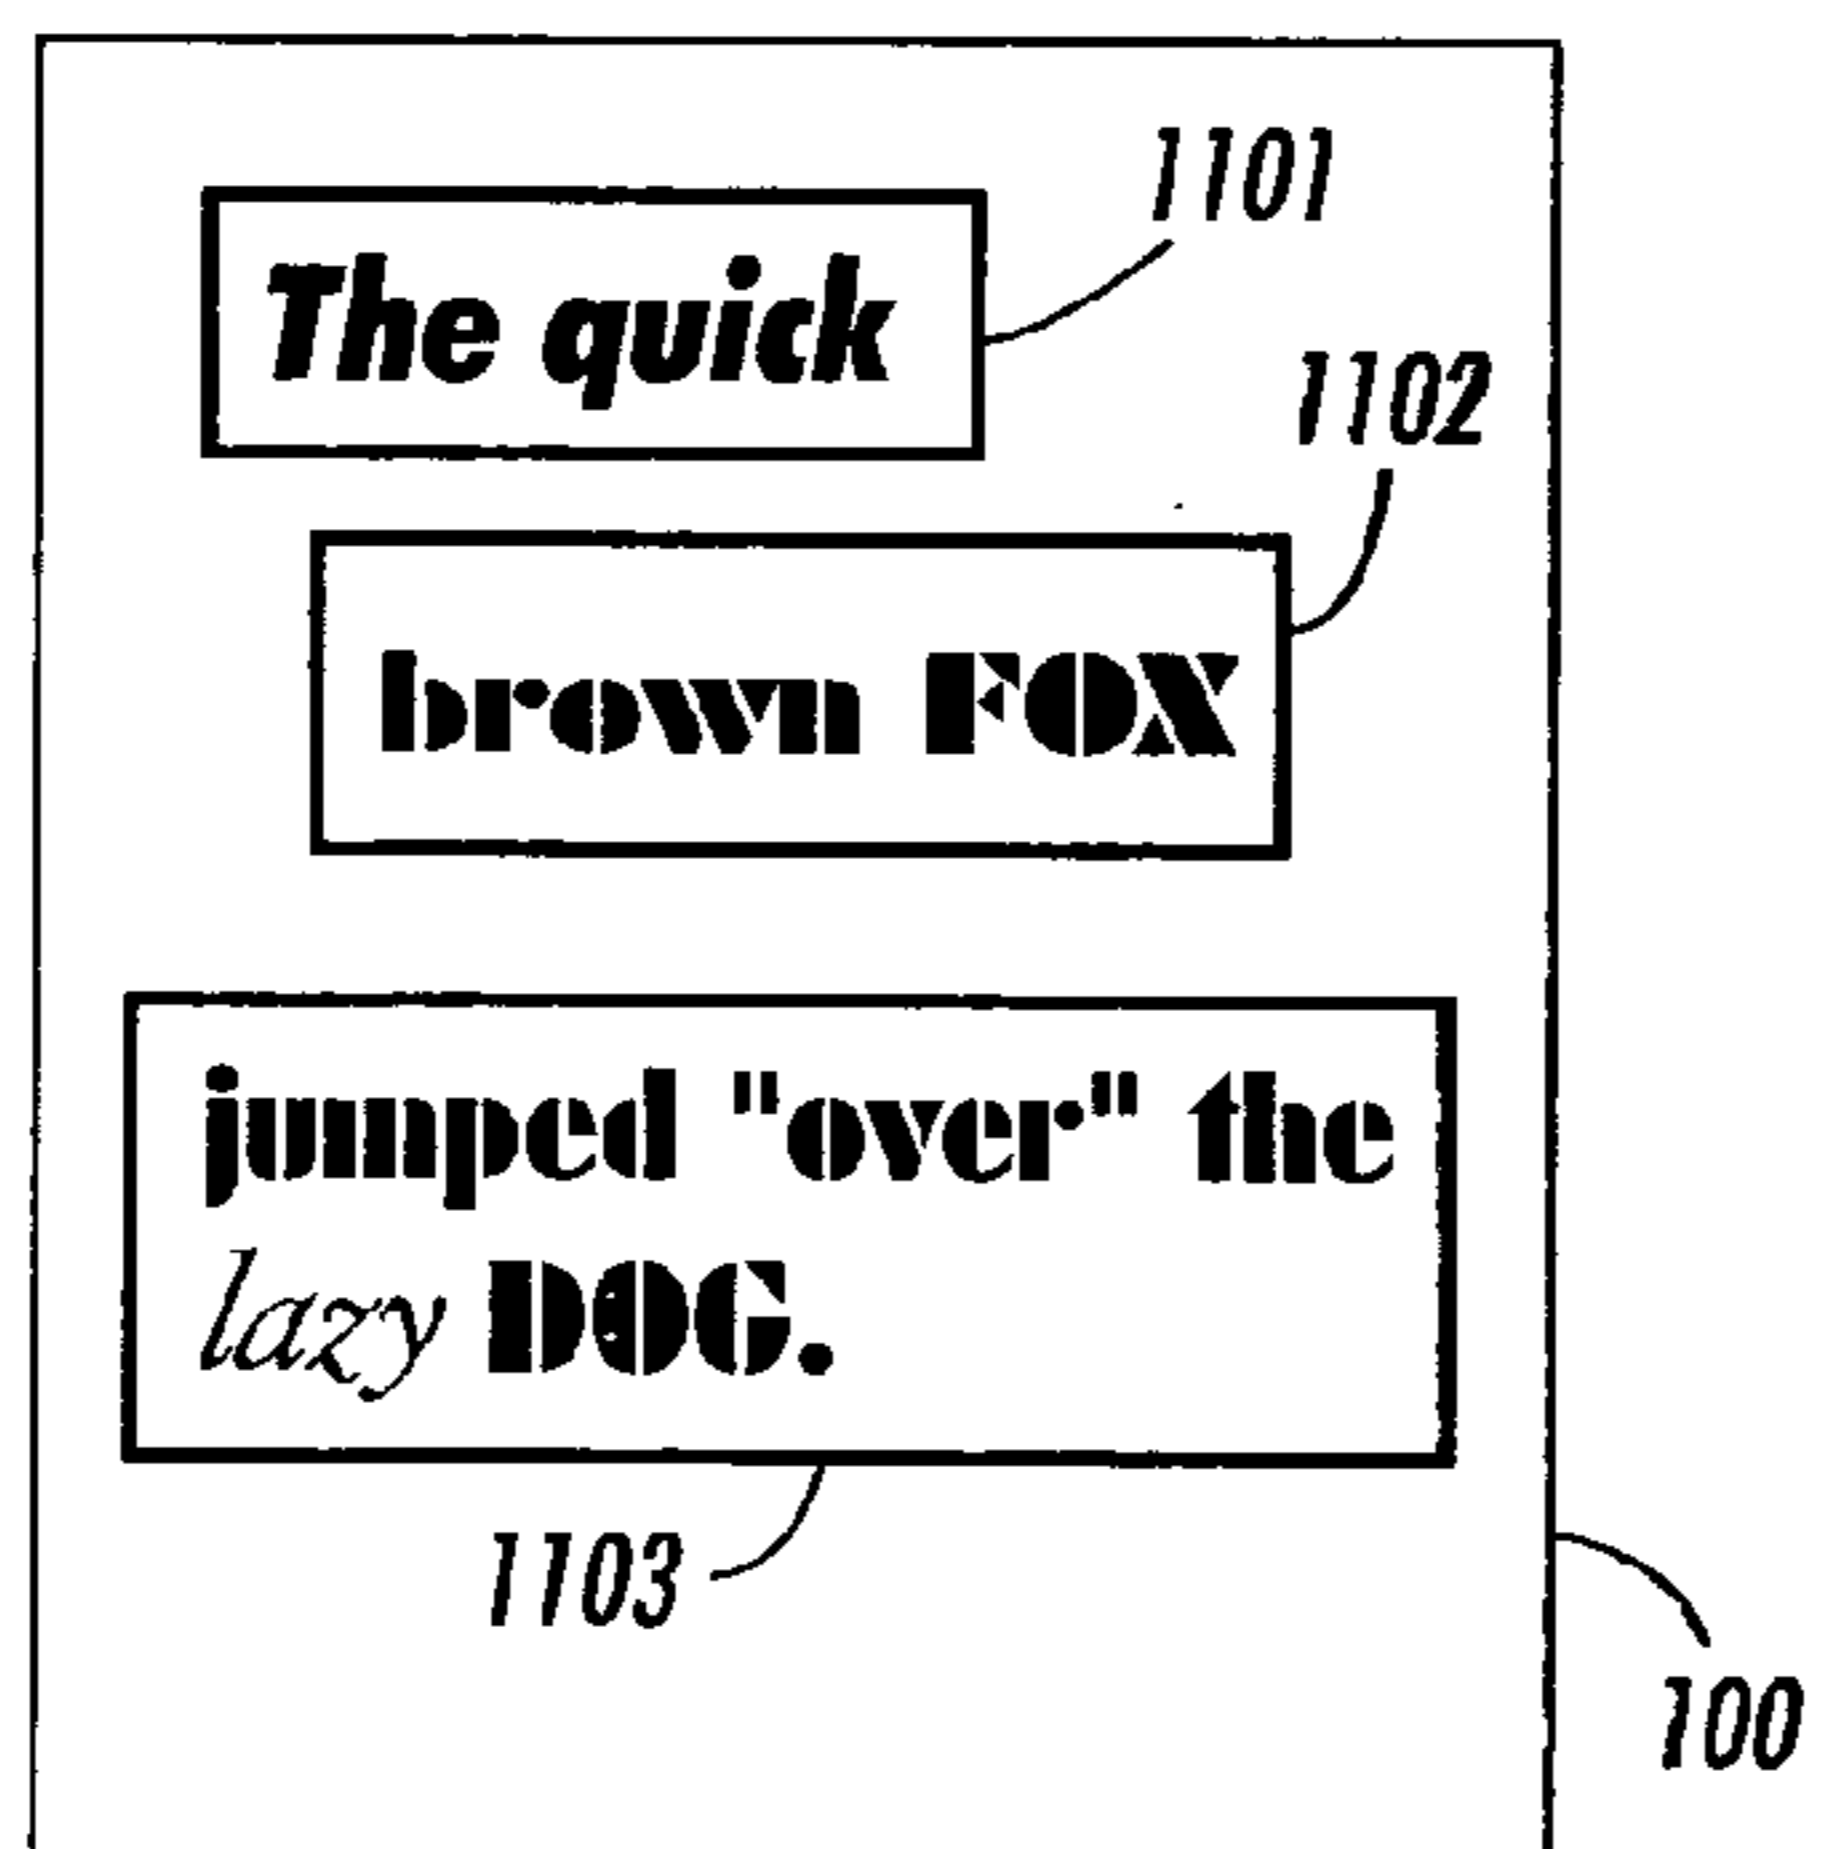 1101
The quick
1102
brown FOX
jumped "over" the
lazy DOG.
1103
100